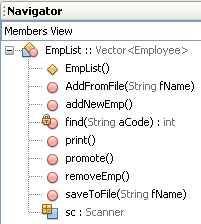 Navigator
Members View
EmpList :: Vector<Employee>
EmpList()
AddFromFile(String fName)
addNewEmp()
find(String aCode) : int
print()
promote()
removeEmp()
saveToFile(String fName)
sc : Scanner